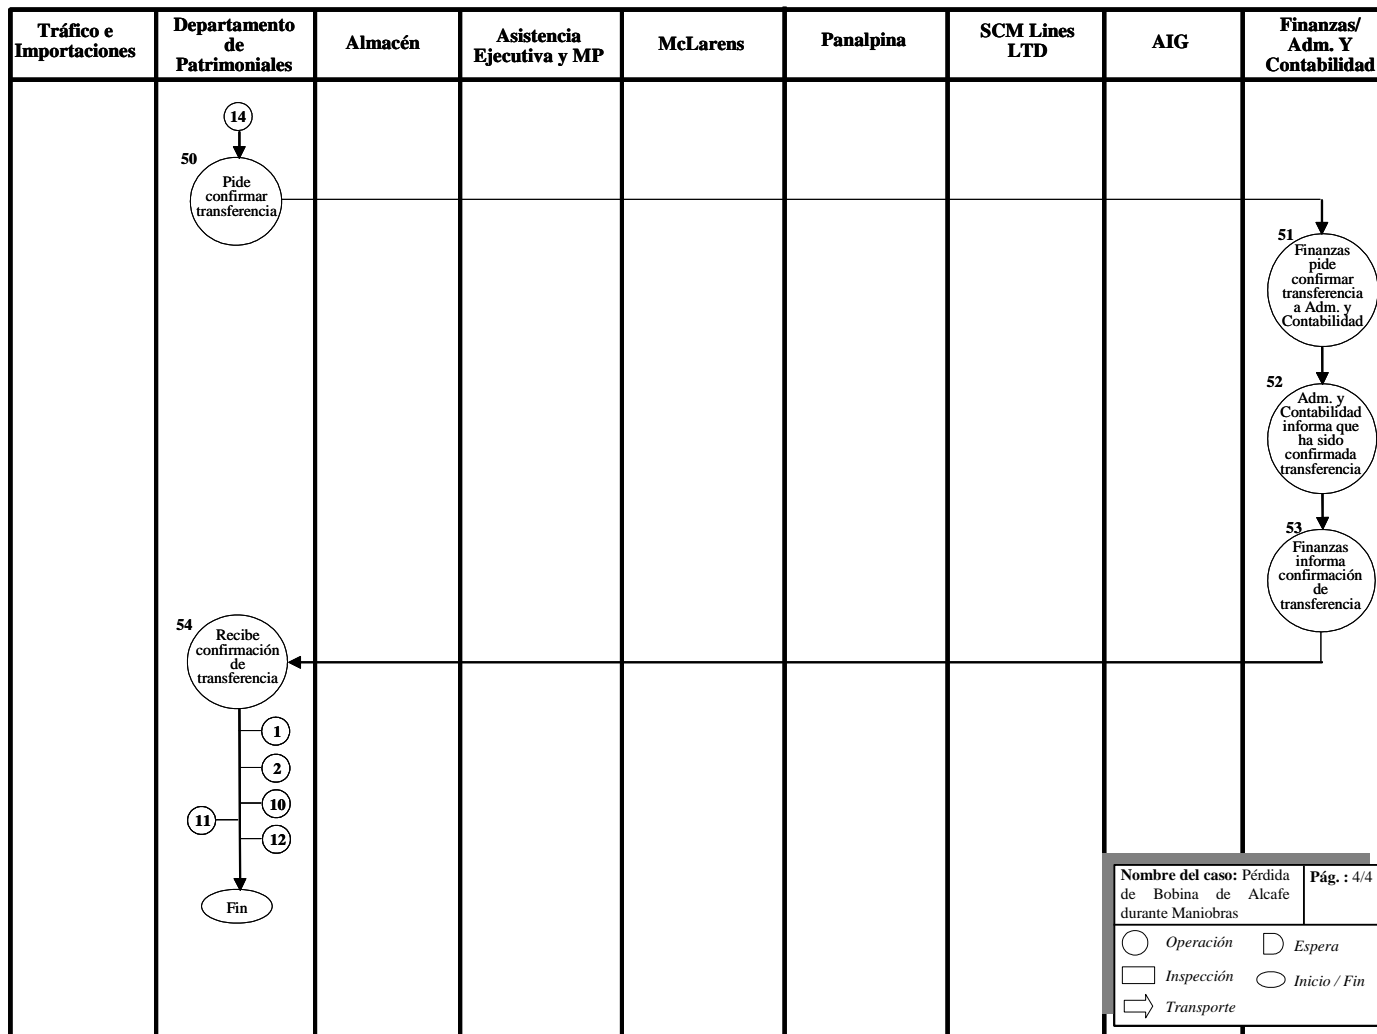 Tráfico e
Importaciones
Departamento
de
Patrimoniales
Almacén
Asistencia
Ejecutiva y MP
McLarens
Panalpina
SCM Lines
LTD
AIG
Finanzas/
Adm. Y
Contabilidad
14
50
Pide
confirmar
transferencia
51
Finanzas
pide
confirmar
transferencia
a Adm. y
Contabilidad
52
Adm. y
Contabilidad
informa que
ha sido
confirmada
transferencia
53
Finanzas
informa
confirmación
de
transferencia
54
Recibe
confirmación
de
transferencia
1
2
10
11
12
Fin
Nombre del caso: Pérdida
de Bobina de Alcafe
durante Maniobras
Pág. : 4/4
Operación
Espera
Inspección
Inicio / Fin
Transporte